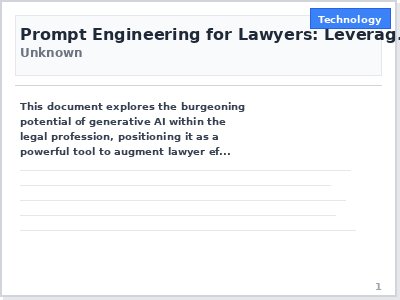 Technology
Prompt Engineering for Lawyers: Leverag.
Unknown
This document explores the burgeoning
potential of generative AI within the
legal profession, positioning it as a
powerful tool to augment lawyer ef...
1